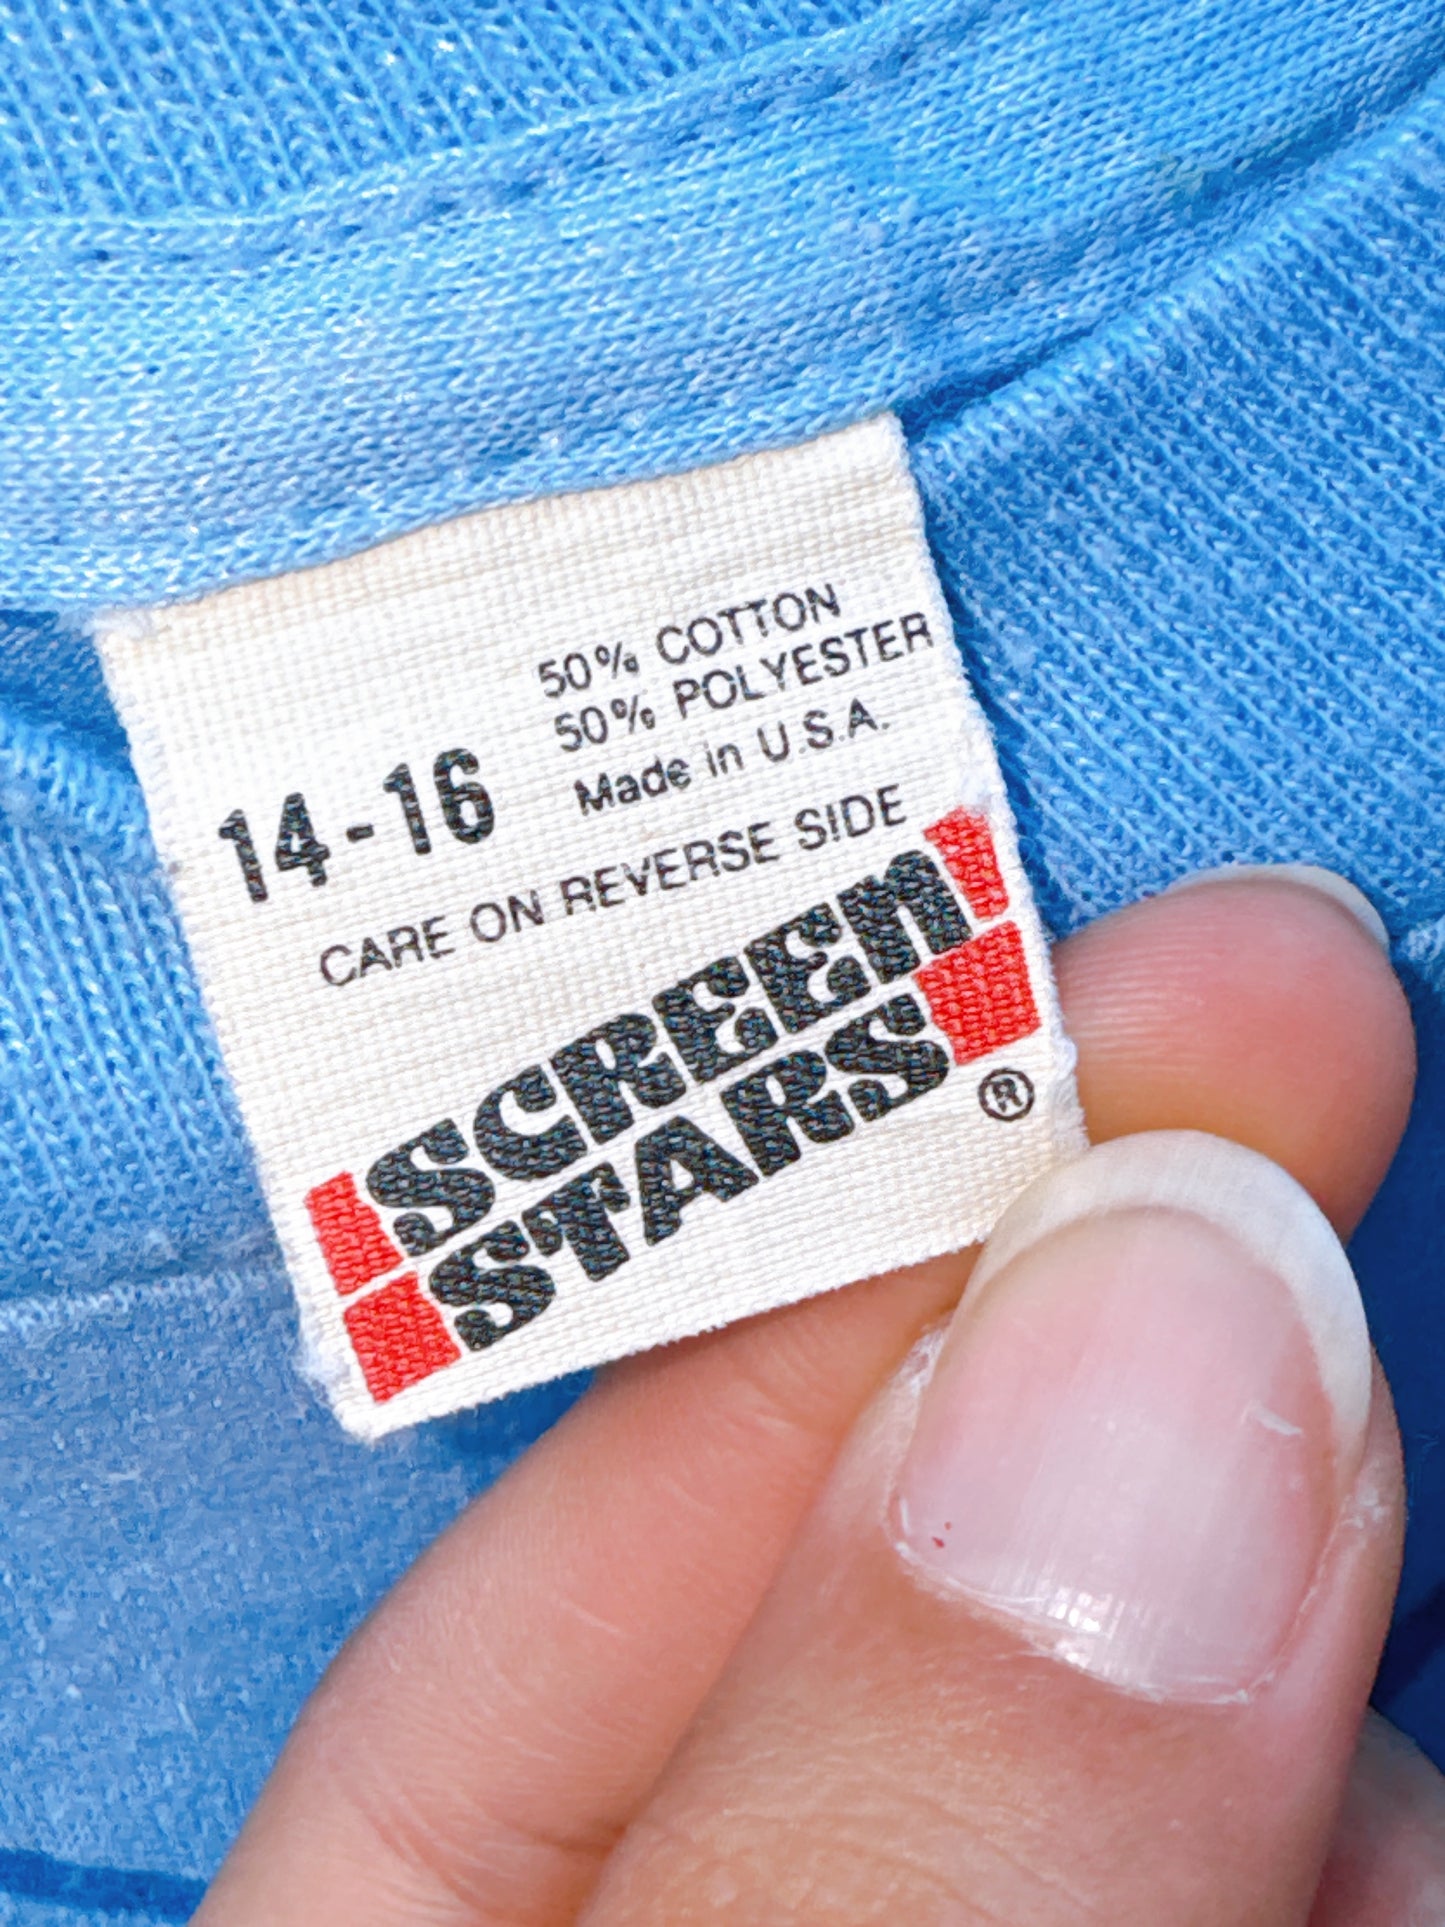 50% COTTON
50% POLYESTER
Made in U.S.A.
14-16
CARE ON REVERSE SIDE
SCREEN
STARS
®